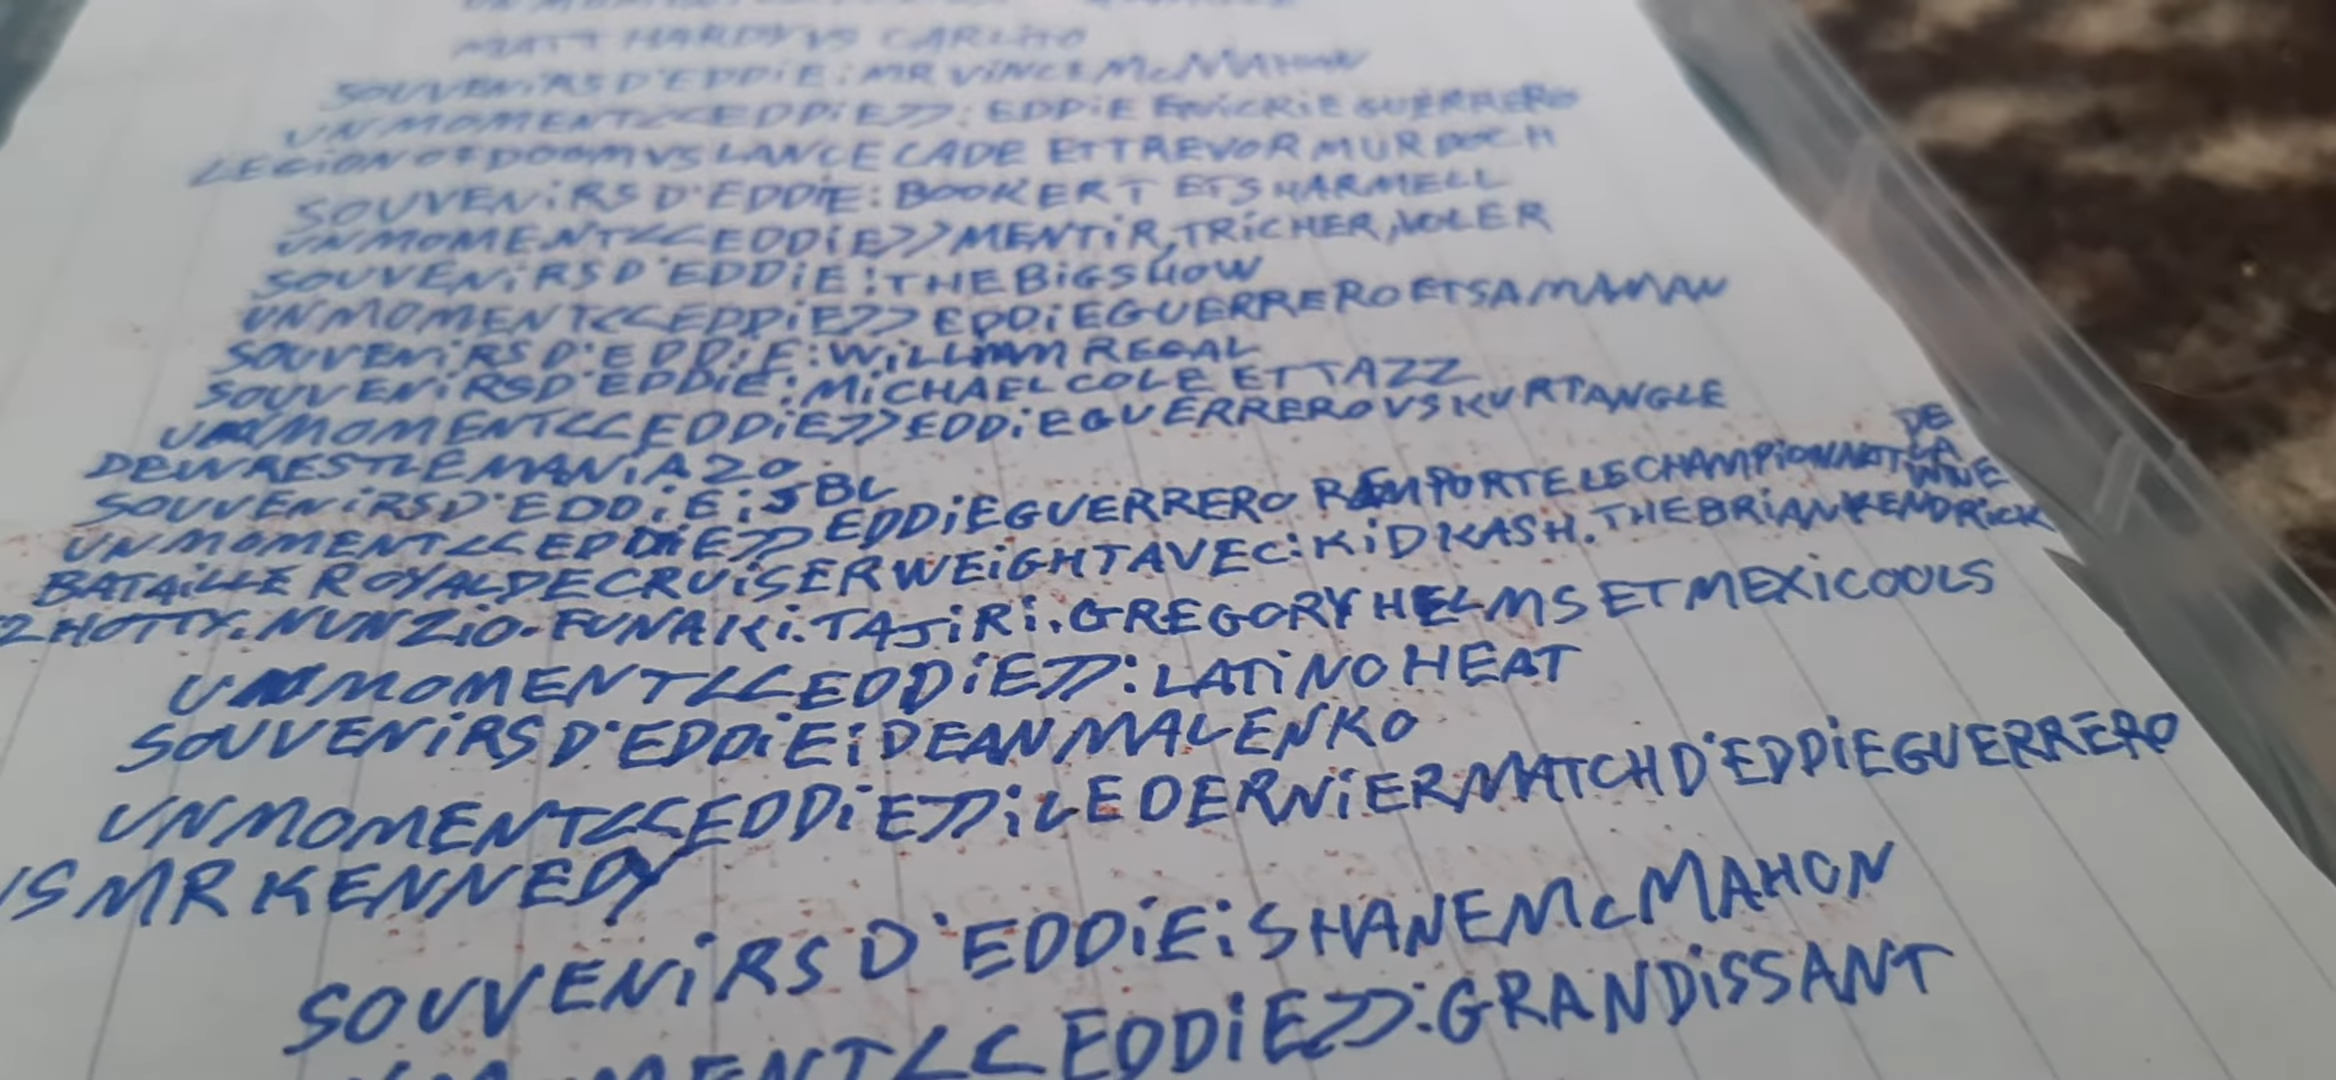 MATT HARDY VS CARLITO
SOUVENiRS D'EDDiE: MR ViNCE McMAHON
UN MOMENT<<EDDiE>>: EDDiE ViCKiE GUERRERO
LEGION OF DOOM VS LANCE CADE ET TREVOR MURDOCH
SOUVENiRS D'EDDiE: BOOKER T ET SHARMELL
UN MOMENT<<EDDiE>> MENTiR, TRiCHER, VOLER
SOUVENiRS D'EDDiE: THE BiG SHOW
UN MOMENT<<EDDiE>> EDDiE GUERRERO ET SA MAMAN
SOUVENiRS D'EDDiE: WiLLiAM REGAL
SOUVENiRS D'EDDiE: MiCHAEL COLE ET TAZZ
UN MOMENT<<EDDiE>> EDDiE GUERRERO VS KURT ANGLE
DE WRESTLEMANiA 20
SOUVENiRS D'EDDiE: JBL
UN MOMENT<<EDDiE>> EDDiE GUERRERO REMPORTE LE CHAMPiONNAT DE LA WWE
BATAiLLE ROYAL DE CRUiSERWEiGHT AVEC: KiD KASH. THE BRiAN KENDRiCK
2 HOTTY. NUNZiO. FUNAKi. TAJiRi. GREGORY HELMS ET MEXiCOOLS
UN MOMENT<<EDDiE>>: LATiNO HEAT
SOUVENiRS D'EDDiE: DEAN MALENKO
UN MOMENT<<EDDiE>>: LE DERNiER MATCH D'EDDiE GUERRERO
VS MR KENNEDY
SOUVENiRS D'EDDiE: SHANE McMAHON
MOMENT<<EDDiE>>: GRANDiSSANT